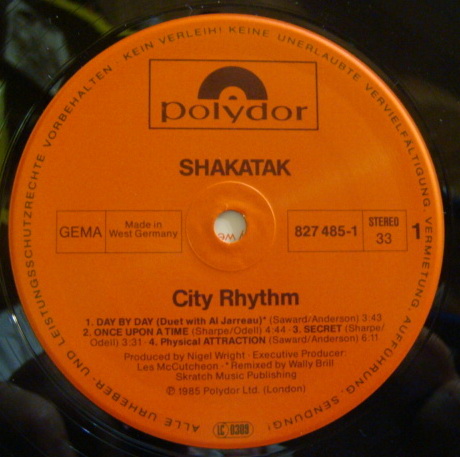 ALLE URHEBER- UND LEISTUNGSSCHUTZRECHTE VORBEHALTEN · KEIN VERLEIH! KEINE UNERLAUBTE VERVIELFÄLTIGUNG, VERMIETUNG, AUFFÜHRUNG, SENDUNG!
polydor
SHAKATAK
GEMA
Made in
West Germany
827 485-1
STEREO
33
1
City Rhythm
1. DAY BY DAY (Duet with Al Jarreau)* (Saward/Anderson) 3:43
2. ONCE UPON A TIME (Sharpe/Odell) 4:44 · 3. SECRET (Sharpe/
Odell) 3:31 · 4. Physical ATTRACTION (Saward/Anderson) 6:11
Produced by Nigel Wright · Executive Producer:
Les McCutcheon · * Remixed by Wally Brill
Skratch Music Publishing
℗ 1985 Polydor Ltd. (London)
LC 0309